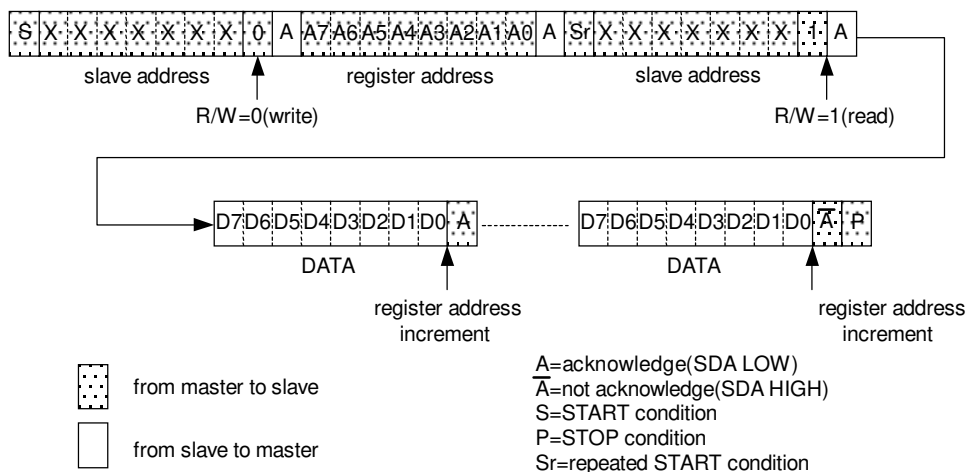 S X X X X X X X 0 A A7 A6 A5 A4 A3 A2 A1 A0 A Sr X X X X X X X 1 A
slave address register address slave address
R/W=0(write) R/W=1(read)
D7 D6 D5 D4 D3 D2 D1 D0 A D7 D6 D5 D4 D3 D2 D1 D0 A̅ P
DATA DATA
register address increment
register address increment
from master to slave
from slave to master
A=acknowledge(SDA LOW)
A̅=not acknowledge(SDA HIGH)
S=START condition
P=STOP condition
Sr=repeated START condition